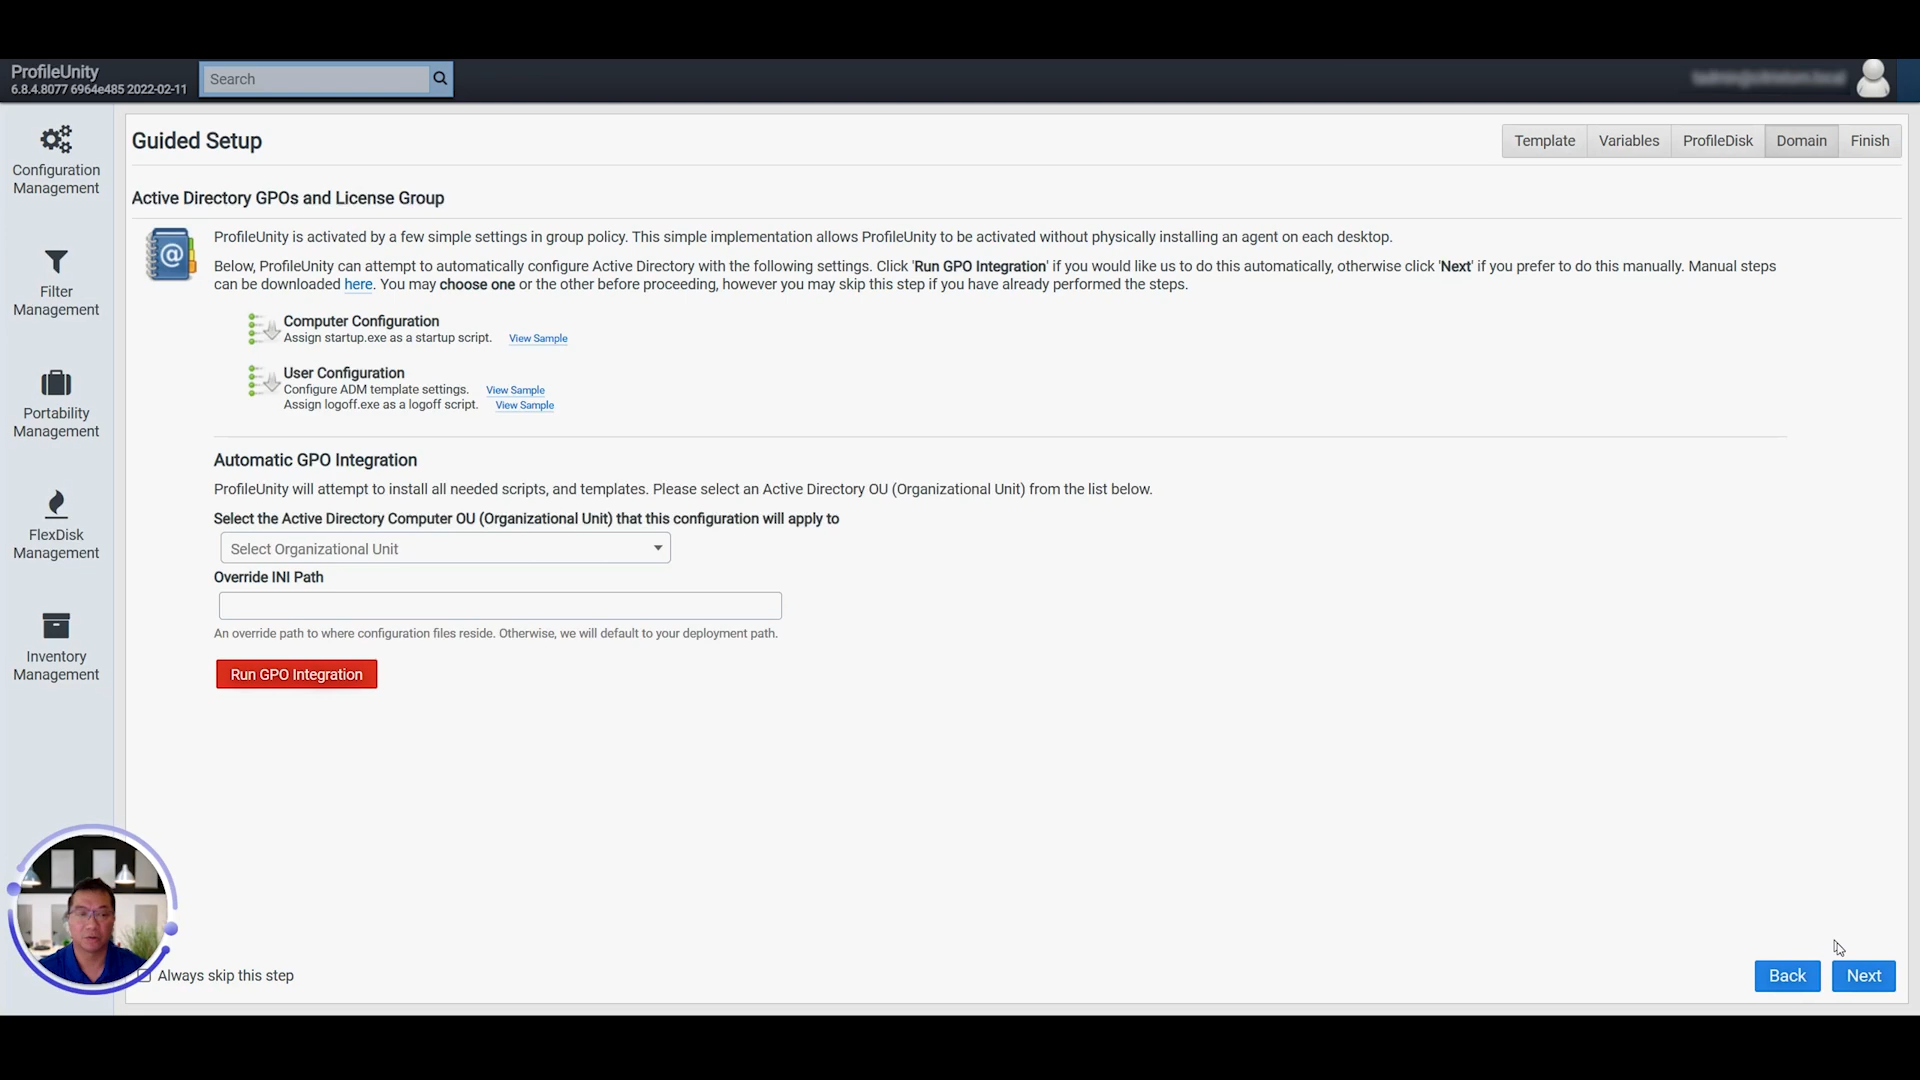 ProfileUnity
6.8.4.8077 6964e485 2022-02-11
Search
Configuration
Management
Filter
Management
Portability
Management
FlexDisk
Management
Inventory
Management
Guided Setup
Template
Variables
ProfileDisk
Domain
Finish
Active Directory GPOs and License Group
ProfileUnity is activated by a few simple settings in group policy. This simple implementation allows ProfileUnity to be activated without physically installing an agent on each desktop.
Below, ProfileUnity can attempt to automatically configure Active Directory with the following settings. Click 'Run GPO Integration' if you would like us to do this automatically, otherwise click 'Next' if you prefer to do this manually. Manual steps
can be downloaded here. You may choose one or the other before proceeding, however you may skip this step if you have already performed the steps.
Computer Configuration
Assign startup.exe as a startup script. View Sample
User Configuration
Configure ADM template settings. View Sample
Assign logoff.exe as a logoff script. View Sample
Automatic GPO Integration
ProfileUnity will attempt to install all needed scripts, and templates. Please select an Active Directory OU (Organizational Unit) from the list below.
Select the Active Directory Computer OU (Organizational Unit) that this configuration will apply to
Select Organizational Unit
Override INI Path
An override path to where configuration files reside. Otherwise, we will default to your deployment path.
Run GPO Integration
Always skip this step
Back
Next